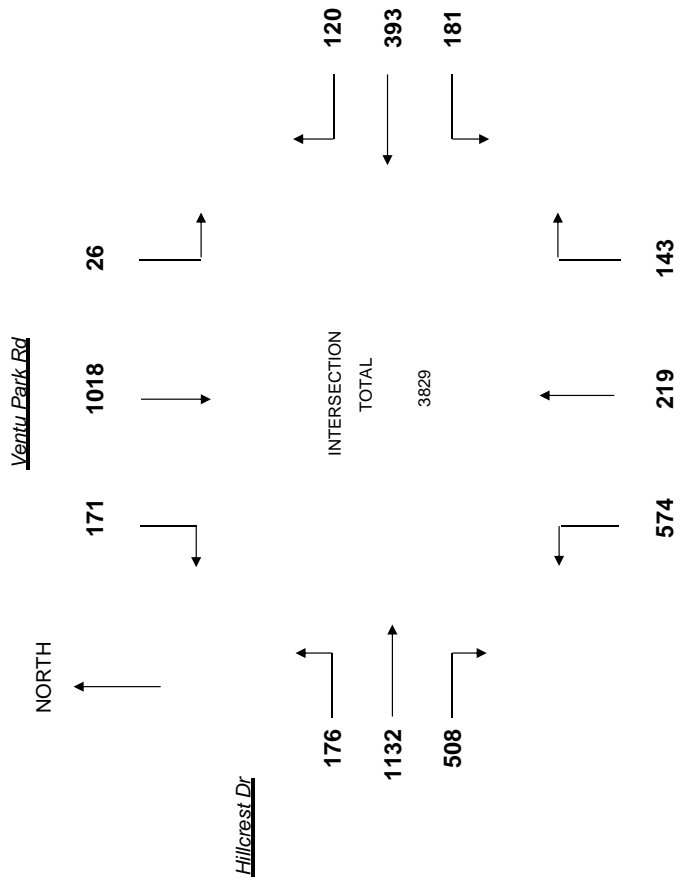 Ventu Park Rd
NORTH
171
1018
26
Hillcrest Dr
176
1132
508
INTERSECTION
TOTAL
3829
120
393
181
574
219
143